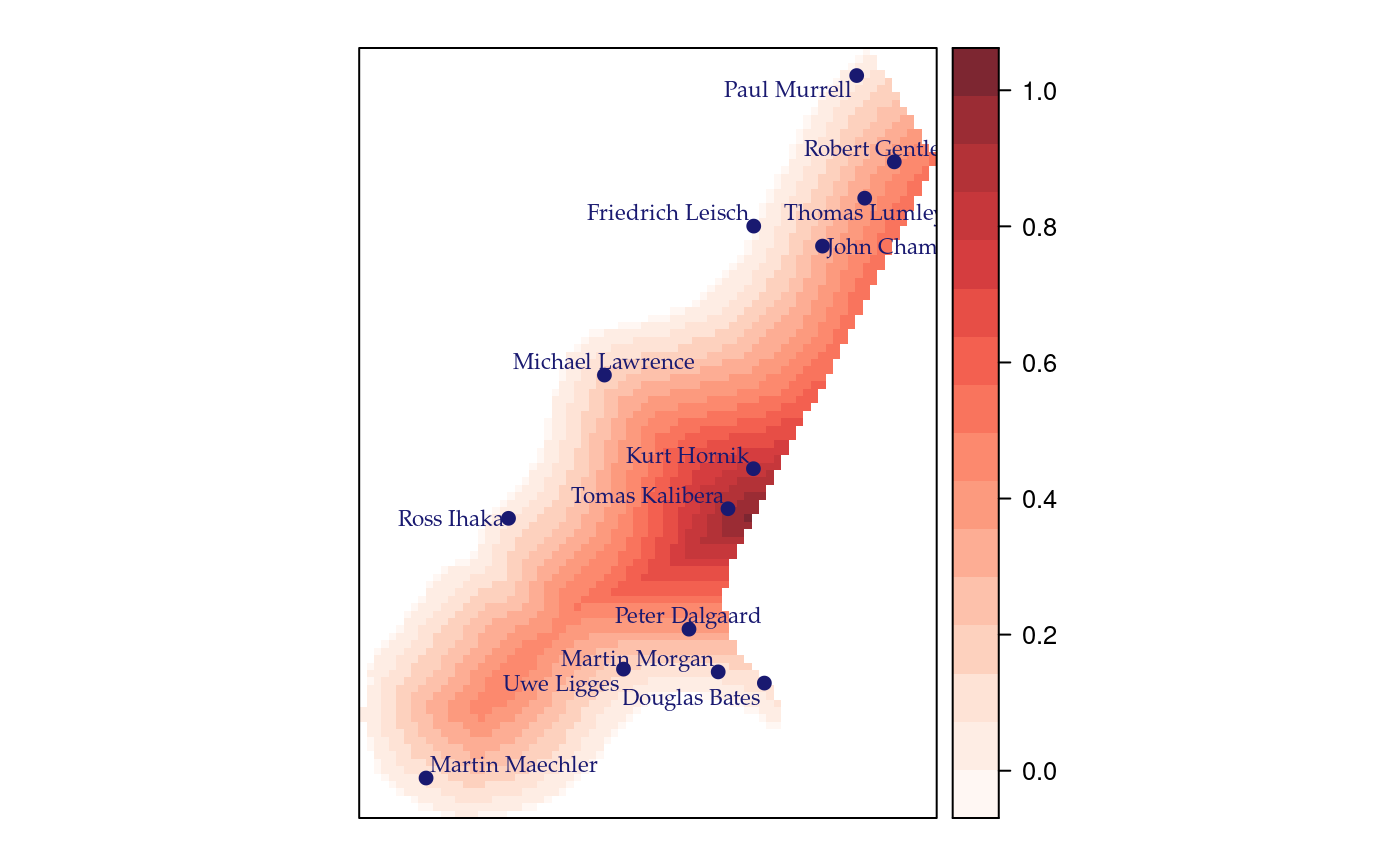 Paul Murrell
1.0
Robert Gentle
Friedrich Leisch
Thomas Lumley
0.8
John Cham
Michael Lawrence
0.6
Kurt Hornik
Tomas Kalibera
0.4
Ross Ihaka
Peter Dalgaard
0.2
Martin Morgan
Uwe Ligges
Douglas Bates
Martin Maechler
0.0